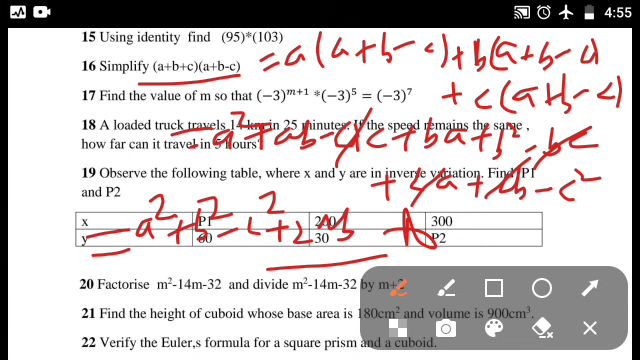 4:55
15 Using identity find (95)*(103)
16 Simplify (a+b+c)(a+b-c)
= a(a+b-c)+b(a+b-c)
+ c(a+b-c)
17 Find the value of m so that (−3)ᵐ⁺¹ *(−3)⁵ = (−3)⁷
18 A loaded truck travels 14 km in 25 minutes. If the speed remains the same ,
how far can it travel in 5 hours
= a²+ab-ac+ba+b²-bc
+ca+cb-c²
19 Observe the following table, where x and y are in inverse variation. Find P1
and P2
x P1 200 300
y 60 30 P2
= a²+b²-c²+2ab
20 Factorise m²-14m-32 and divide m²-14m-32 by m+2
21 Find the height of cuboid whose base area is 180cm² and volume is 900cm³.
22 Verify the Euler,s formula for a square prism and a cuboid.